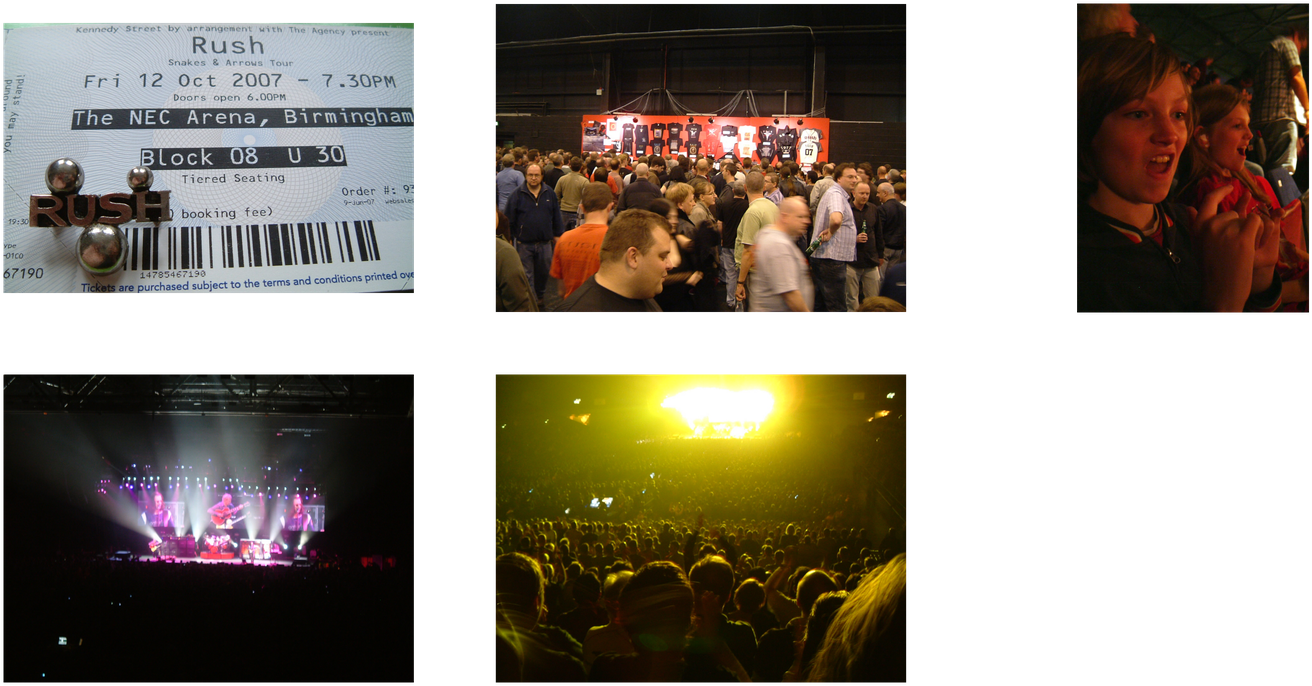 Kennedy Street by arrangement with The Agency present
Rush
Snakes & Arrows Tour
Fri 12 Oct 2007 - 7.30PM
Doors open 6.00PM
The NEC Arena, Birmingham
Block 08 U 30
Tiered Seating
Order #: 93
9-Jun-07 websales
RUSH
booking fee)
19:30
67190
14785467190
Tickets are purchased subject to the terms and conditions printed ove
you may stand!
07